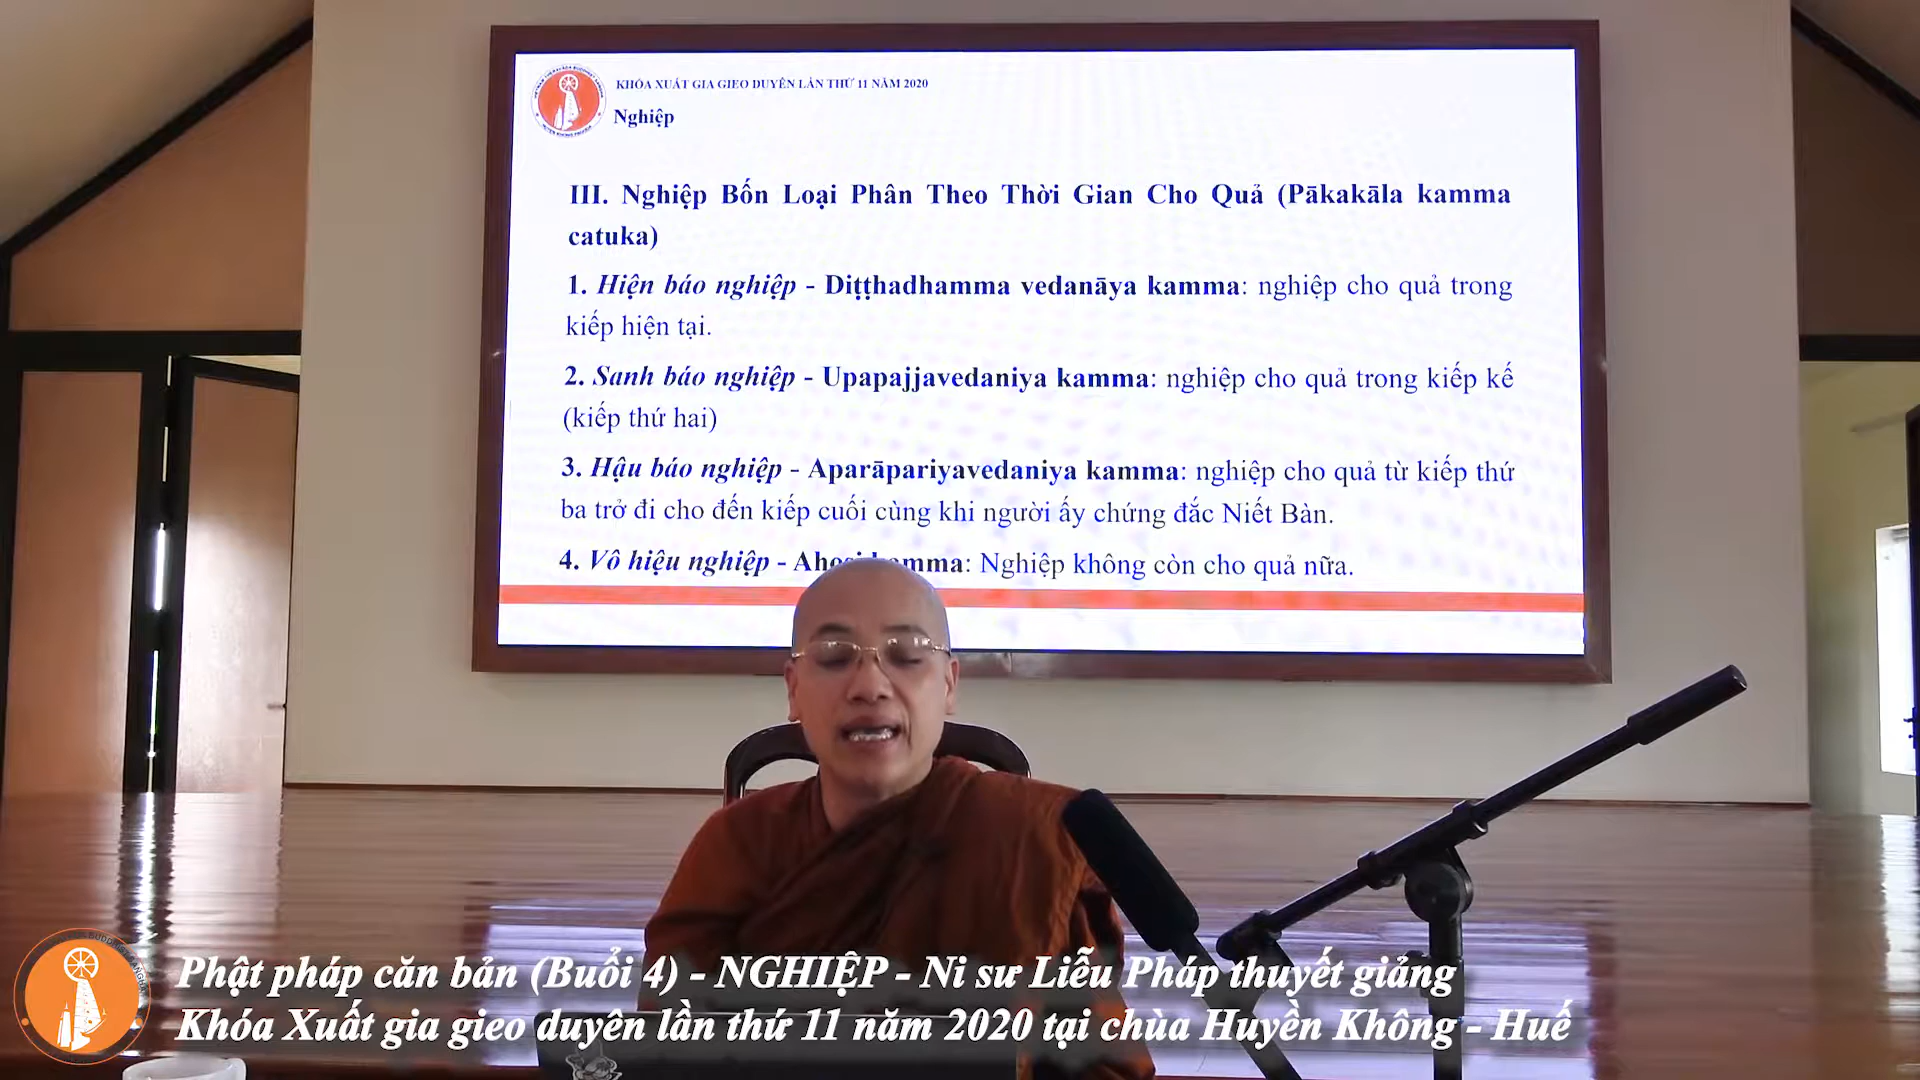 KHÓA XUẤT GIA GIEO DUYÊN LẦN THỨ 11 NĂM 2020
Nghiệp
III. Nghiệp Bốn Loại Phân Theo Thời Gian Cho Quả (Pākakāla kamma
catuka)
1. Hiện báo nghiệp - Diṭṭhadhamma vedanāya kamma: nghiệp cho quả trong
kiếp hiện tại.
2. Sanh báo nghiệp - Upapajjavedaniya kamma: nghiệp cho quả trong kiếp kế
(kiếp thứ hai)
3. Hậu báo nghiệp - Aparāpariyavedaniya kamma: nghiệp cho quả từ kiếp thứ
ba trở đi cho đến kiếp cuối cùng khi người ấy chứng đắc Niết Bàn.
4. Vô hiệu nghiệp - : Nghiệp không còn cho quả nữa.
Phật pháp căn bản (Buổi 4) - NGHIỆP - Ni sư Liễu Pháp thuyết giảng
Khóa Xuất gia gieo duyên lần thứ 11 năm 2020 tại chùa Huyền Không - Huế